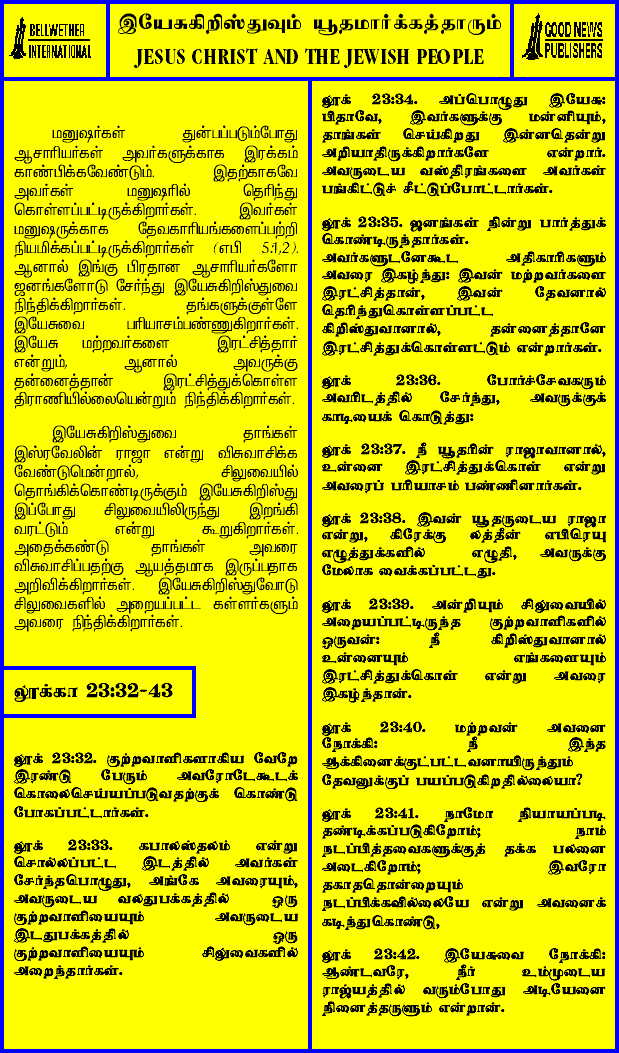 BELLWETHER
INTERNATIONAL
இயேசுகிறிஸ்துவும் யூதமார்க்கத்தாரும்
JESUS CHRIST AND THE JEWISH PEOPLE
GOOD NEWS
PUBLISHERS
மனுஷர்கள் துன்பப்படும்போது
ஆசாரியர்கள் அவர்களுக்காக இரக்கம்
காண்பிக்கவேண்டும். இதற்காகவே
அவர்கள் மனுஷரில் தெரிந்து
கொள்ளப்பட்டிருக்கிறார்கள். இவர்கள்
மனுஷருக்காக தேவகாரியங்களைப்பற்றி
நியமிக்கப்பட்டிருக்கிறார்கள் (எபி 5:1,2).
ஆனால் இங்கு பிரதான ஆசாரியர்களோ
ஜனங்களோடு சேர்ந்து இயேசுகிறிஸ்துவை
நிந்திக்கிறார்கள். தங்களுக்குள்ளே
இயேசுவை பரியாசம்பண்ணுகிறார்கள்.
இயேசு மற்றவர்களை இரட்சித்தார்
என்றும், ஆனால் அவருக்கு
தன்னைத்தான் இரட்சித்துக்கொள்ள
திராணியில்லையென்றும் நிந்திக்கிறார்கள்.
இயேசுகிறிஸ்துவை தாங்கள்
இஸ்ரவேலின் ராஜா என்று விசுவாசிக்க
வேண்டுமென்றால், சிலுவையில்
தொங்கிக்கொண்டிருக்கும் இயேசுகிறிஸ்து
இப்போது சிலுவையிலிருந்து இறங்கி
வரட்டும் என்று கூறுகிறார்கள்.
அதைக்கண்டு தாங்கள் அவரை
விசுவாசிப்பதற்கு ஆயத்தமாக இருப்பதாக
அறிவிக்கிறார்கள். இயேசுகிறிஸ்துவோடு
சிலுவைகளில் அறையப்பட்ட கள்ளர்களும்
அவரை நிந்திக்கிறார்கள்.
லூக்கா 23:32-43
லூக் 23:32. குற்றவாளிகளாகிய வேறே
இரண்டு பேரும் அவரோடேகூடக்
கொலைசெய்யப்படுவதற்குக் கொண்டு
போகப்பட்டார்கள்.
லூக் 23:33. கபாலஸ்தலம் என்று
சொல்லப்பட்ட இடத்தில் அவர்கள்
சேர்ந்தபொழுது, அங்கே அவரையும்,
அவருடைய வலதுபக்கத்தில் ஒரு
குற்றவாளியையும் அவருடைய
இடதுபக்கத்தில் ஒரு
குற்றவாளியையும் சிலுவைகளில்
அறைந்தார்கள்.
லூக் 23:34. அப்பொழுது இயேசு:
பிதாவே, இவர்களுக்கு மன்னியும்,
தாங்கள் செய்கிறது இன்னதென்று
அறியாதிருக்கிறார்களே என்றார்.
அவருடைய வஸ்திரங்களை அவர்கள்
பங்கிட்டுச் சீட்டுப்போட்டார்கள்.
லூக் 23:35. ஜனங்கள் நின்று பார்த்துக்
கொண்டிருந்தார்கள்.
அவர்களுடனேகூட அதிகாரிகளும்
அவரை இகழ்ந்து: இவன் மற்றவர்களை
இரட்சித்தான், இவன் தேவனால்
தெரிந்துகொள்ளப்பட்ட
கிறிஸ்துவானால், தன்னைத்தானே
இரட்சித்துக்கொள்ளட்டும் என்றார்கள்.
லூக் 23:36. போர்ச்சேவகரும்
அவரிடத்தில் சேர்ந்து, அவருக்குக்
காடியைக் கொடுத்து:
லூக் 23:37. நீ யூதரின் ராஜாவானால்,
உன்னை இரட்சித்துக்கொள் என்று
அவரைப் பரியாசம் பண்ணினார்கள்.
லூக் 23:38. இவன் யூதருடைய ராஜா
என்று, கிரேக்கு லத்தீன் எபிரெயு
எழுத்துக்களில் எழுதி, அவருக்கு
மேலாக வைக்கப்பட்டது.
லூக் 23:39. அன்றியும் சிலுவையில்
அறையப்பட்டிருந்த குற்றவாளிகளில்
ஒருவன்: நீ கிறிஸ்துவானால்
உன்னையும் எங்களையும்
இரட்சித்துக்கொள் என்று அவரை
இகழ்ந்தான்.
லூக் 23:40. மற்றவன் அவனை
நோக்கி: நீ இந்த
ஆக்கினைக்குட்பட்டவனாயிருந்தும்
தேவனுக்குப் பயப்படுகிறதில்லையா?
லூக் 23:41. நாமோ நியாயப்படி
தண்டிக்கப்படுகிறோம்; நாம்
நடப்பித்தவைகளுக்குத் தக்க பலனை
அடைகிறோம்; இவரோ
தகாததொன்றையும்
நடப்பிக்கவில்லையே என்று அவனைக்
கடிந்துகொண்டு,
லூக் 23:42. இயேசுவை நோக்கி:
ஆண்டவரே, நீர் உம்முடைய
ராஜ்யத்தில் வரும்போது அடியேனை
நினைத்தருளும் என்றான்.